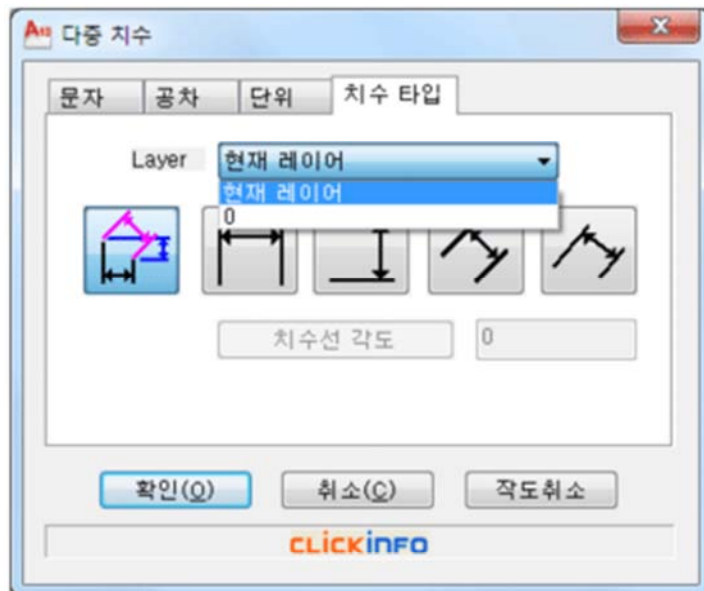 다중 치수
문자 공차 단위 치수 타입
Layer 현재 레이어
현재 레이어
0
치수선 각도 0
확인(O) 취소(C) 작도취소
CLiCKiNFO